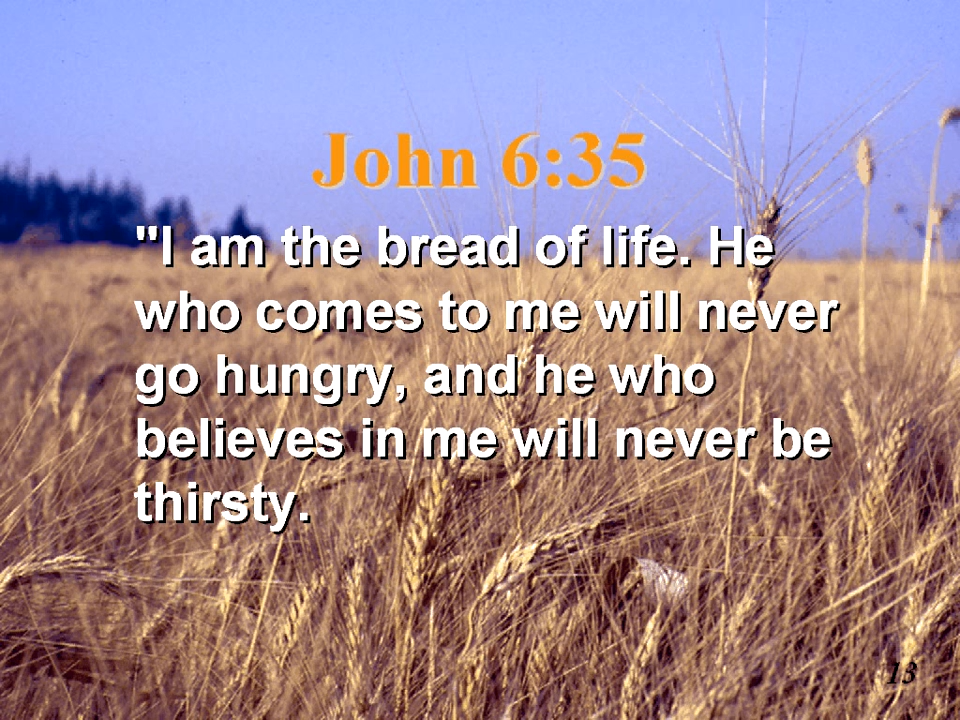 John 6:35
"I am the bread of life. He
who comes to me will never
go hungry, and he who
believes in me will never be
thirsty.
13